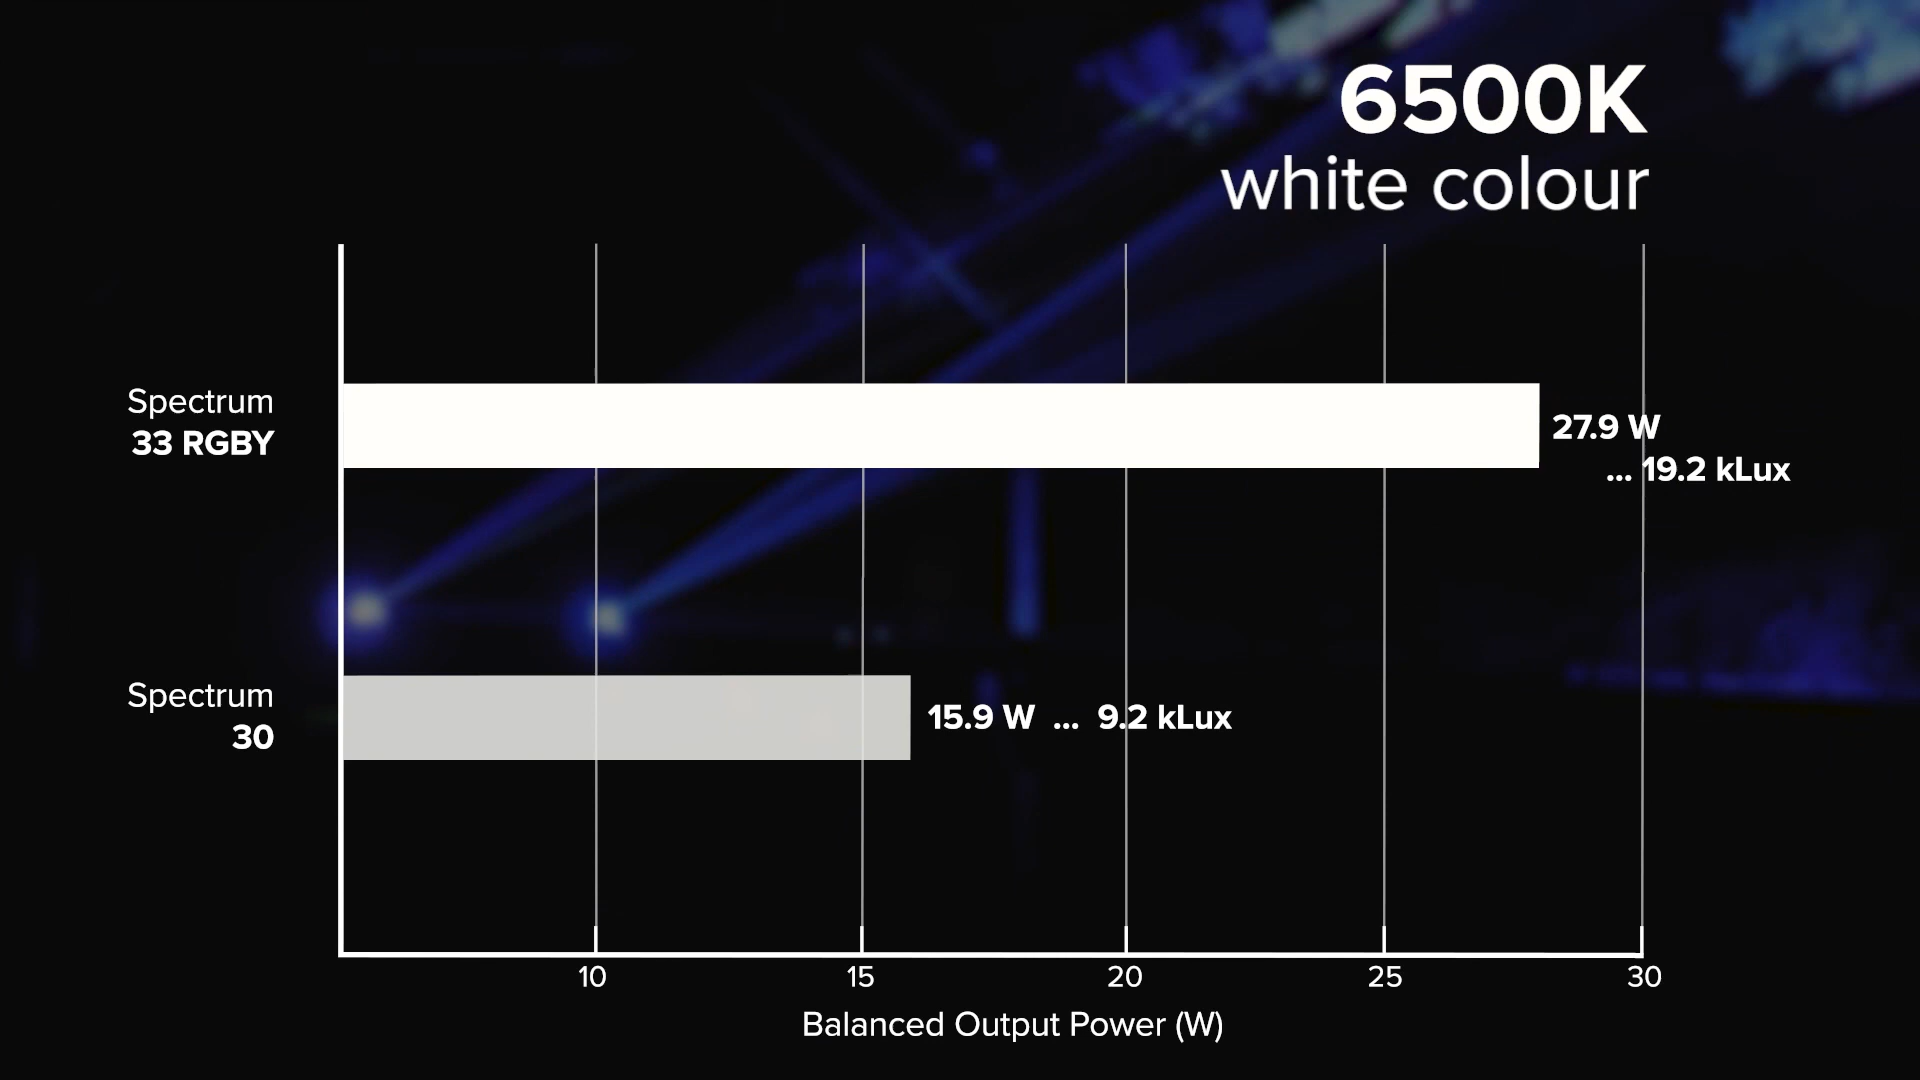 6500K
white colour
Spectrum
33 RGBY
27.9 W
... 19.2 kLux
Spectrum
30
15.9 W ... 9.2 kLux
10 15 20 25 30
Balanced Output Power (W)